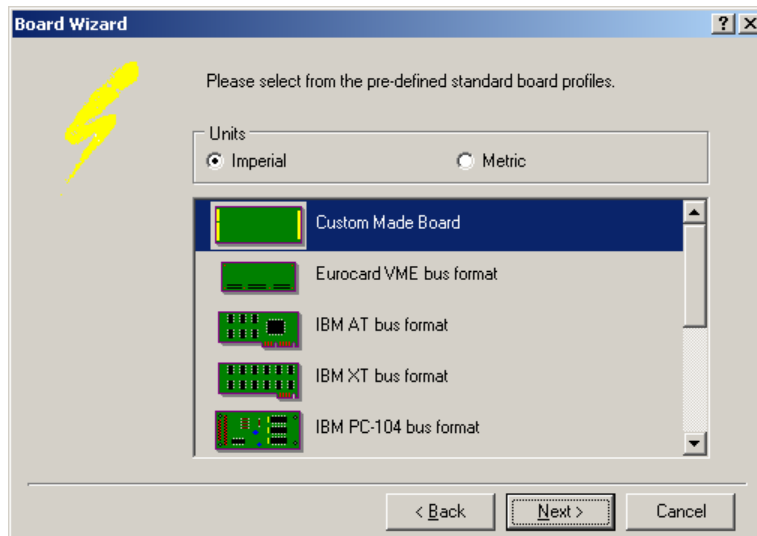 Board Wizard
Please select from the pre-defined standard board profiles.
Units
Imperial
Metric
Custom Made Board
Eurocard VME bus format
IBM AT bus format
IBM XT bus format
IBM PC-104 bus format
< Back
Next >
Cancel